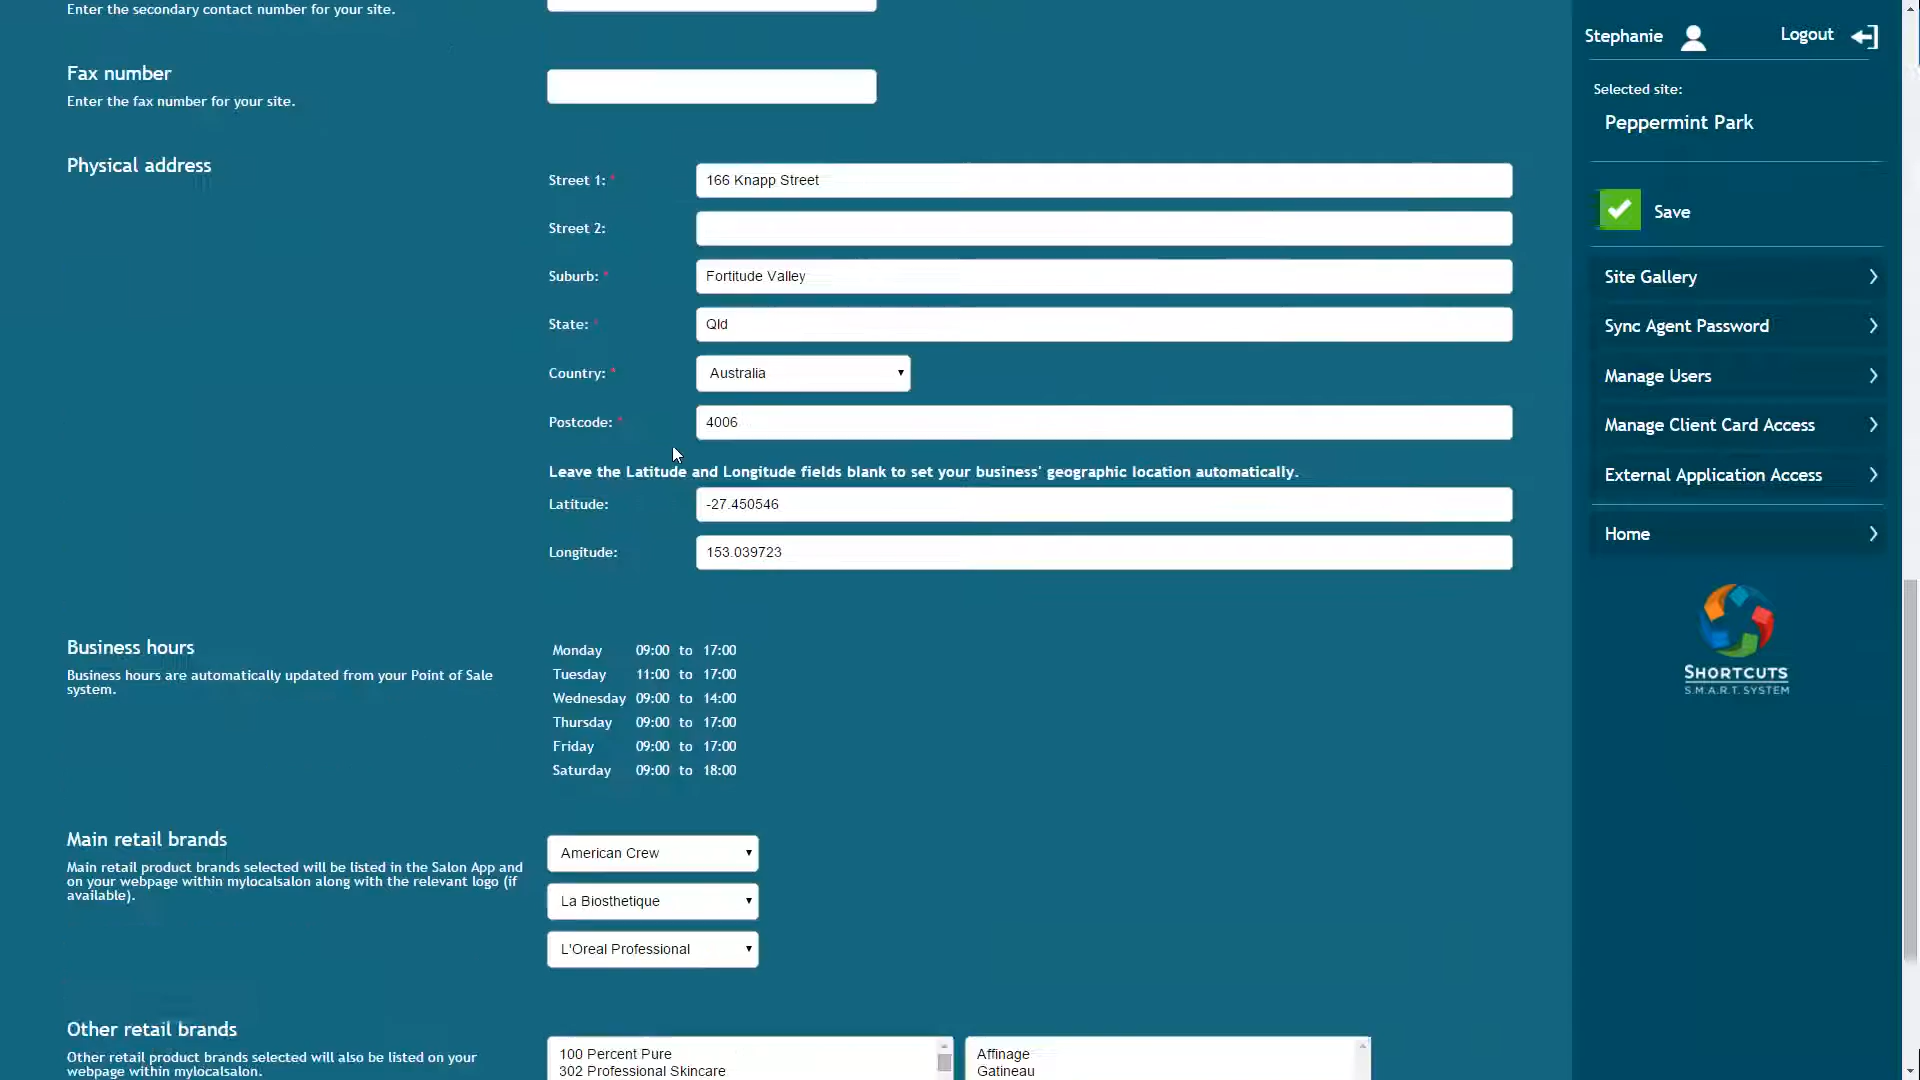 Enter the secondary contact number for your site.
Fax number
Enter the fax number for your site.
Physical address
Street 1: *
166 Knapp Street
Street 2:
Suburb: *
Fortitude Valley
State: *
Qld
Country: *
Australia
Postcode: *
4006
Leave the Latitude and Longitude fields blank to set your business' geographic location automatically.
Latitude:
-27.450546
Longitude:
153.039723
Business hours
Business hours are automatically updated from your Point of Sale
system.
Monday 09:00 to 17:00
Tuesday 11:00 to 17:00
Wednesday 09:00 to 14:00
Thursday 09:00 to 17:00
Friday 09:00 to 17:00
Saturday 09:00 to 18:00
Main retail brands
Main retail product brands selected will be listed in the Salon App and
on your webpage within mylocalsalon along with the relevant logo (if
available).
American Crew
La Biosthetique
L'Oreal Professional
Other retail brands
Other retail product brands selected will also be listed on your
webpage within mylocalsalon.
100 Percent Pure
302 Professional Skincare
Affinage
Gatineau
Stephanie
Logout
Selected site:
Peppermint Park
Save
Site Gallery
Sync Agent Password
Manage Users
Manage Client Card Access
External Application Access
Home
SHORTCUTS
S.M.A.R.T. SYSTEM